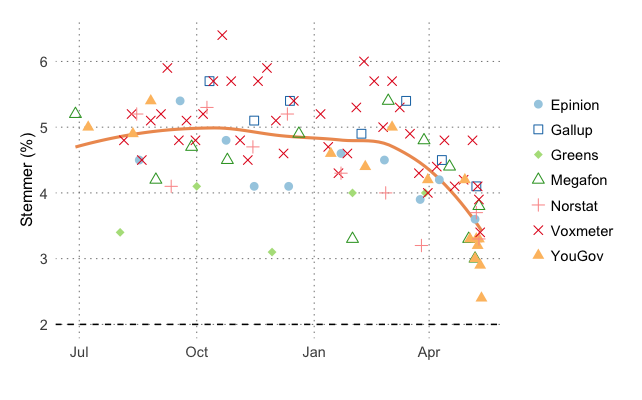 Stemmer (%)
6
5
4
3
2
Jul
Oct
Jan
Apr
Epinion
Gallup
Greens
Megafon
Norstat
Voxmeter
YouGov